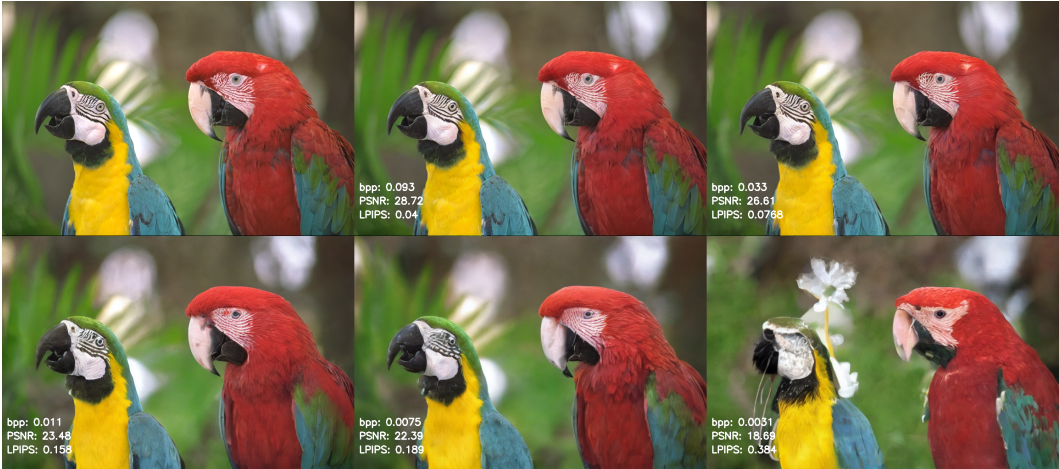 bpp: 0.093
PSNR: 28.72
LPIPS: 0.04
bpp: 0.033
PSNR: 26.61
LPIPS: 0.0768
bpp: 0.011
PSNR: 23.48
LPIPS: 0.158
bpp: 0.0075
PSNR: 22.39
LPIPS: 0.189
bpp: 0.0031
PSNR: 18.69
LPIPS: 0.384